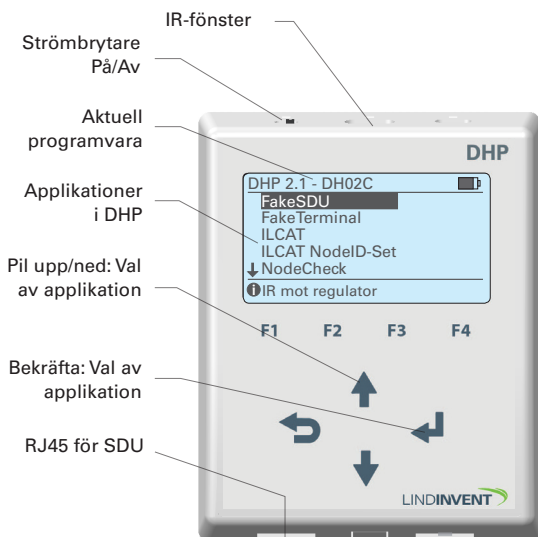 IR-fönster
Strömbrytare
På/Av
Aktuell
programvara
DHP
DHP 2.1 - DH02C
Applikationer
i DHP
FakeSDU
FakeTerminal
ILCAT
ILCAT NodeID-Set
NodeCheck
IR mot regulator
Pil upp/ned: Val
av applikation
F1 F2 F3 F4
Bekräfta: Val av
applikation
RJ45 för SDU
LINDINVENT